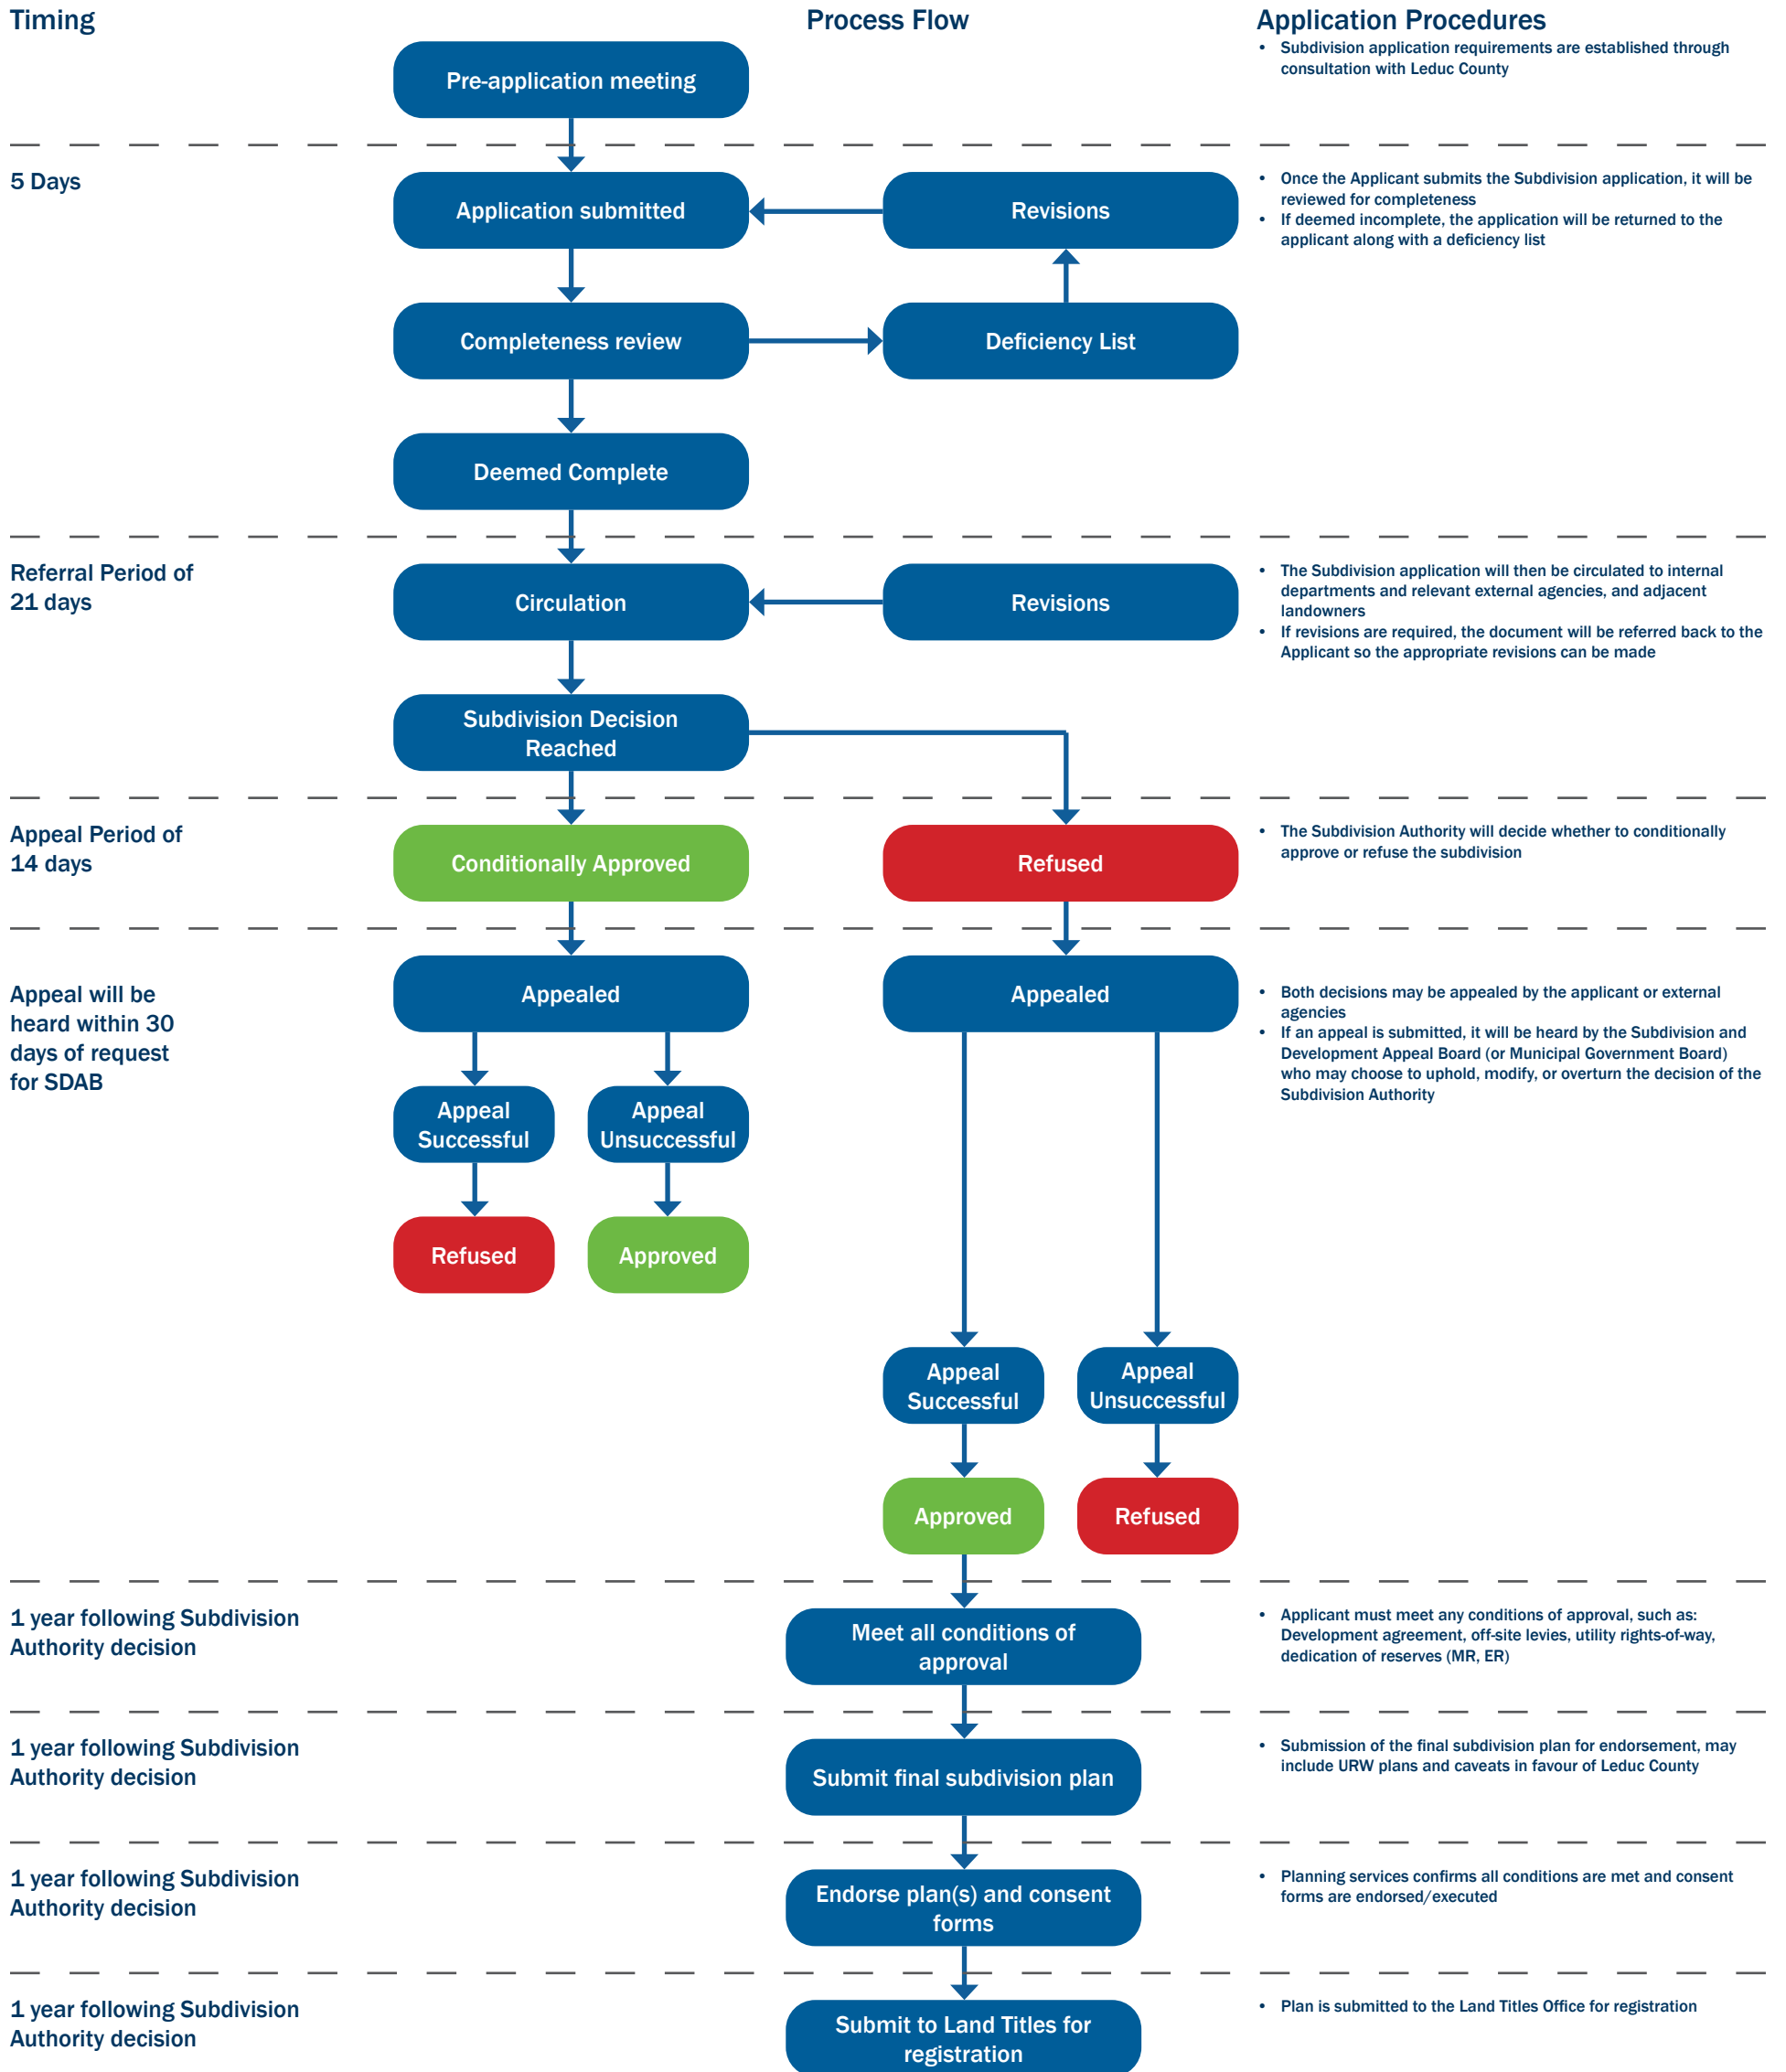 Timing
Process Flow
Application Procedures
Pre-application meeting
• Subdivision application requirements are established through
consultation with Leduc County
5 Days
Application submitted
Revisions
• Once the Applicant submits the Subdivision application, it will be
reviewed for completeness
• If deemed incomplete, the application will be returned to the
applicant along with a deficiency list
Completeness review
Deficiency List
Deemed Complete
Referral Period of
21 days
Circulation
Revisions
• The Subdivision application will then be circulated to internal
departments and relevant external agencies, and adjacent
landowners
• If revisions are required, the document will be referred back to the
Applicant so the appropriate revisions can be made
Subdivision Decision
Reached
Appeal Period of
14 days
Conditionally Approved
Refused
• The Subdivision Authority will decide whether to conditionally
approve or refuse the subdivision
Appeal will be
heard within 30
days of request
for SDAB
Appealed
Appealed
• Both decisions may be appealed by the applicant or external
agencies
• If an appeal is submitted, it will be heard by the Subdivision and
Development Appeal Board (or Municipal Government Board)
who may choose to uphold, modify, or overturn the decision of the
Subdivision Authority
Appeal
Successful
Appeal
Unsuccessful
Refused
Approved
Appeal
Successful
Appeal
Unsuccessful
Approved
Refused
1 year following Subdivision
Authority decision
Meet all conditions of
approval
• Applicant must meet any conditions of approval, such as:
Development agreement, off-site levies, utility rights-of-way,
dedication of reserves (MR, ER)
1 year following Subdivision
Authority decision
Submit final subdivision plan
• Submission of the final subdivision plan for endorsement, may
include URW plans and caveats in favour of Leduc County
1 year following Subdivision
Authority decision
Endorse plan(s) and consent
forms
• Planning services confirms all conditions are met and consent
forms are endorsed/executed
1 year following Subdivision
Authority decision
Submit to Land Titles for
registration
• Plan is submitted to the Land Titles Office for registration